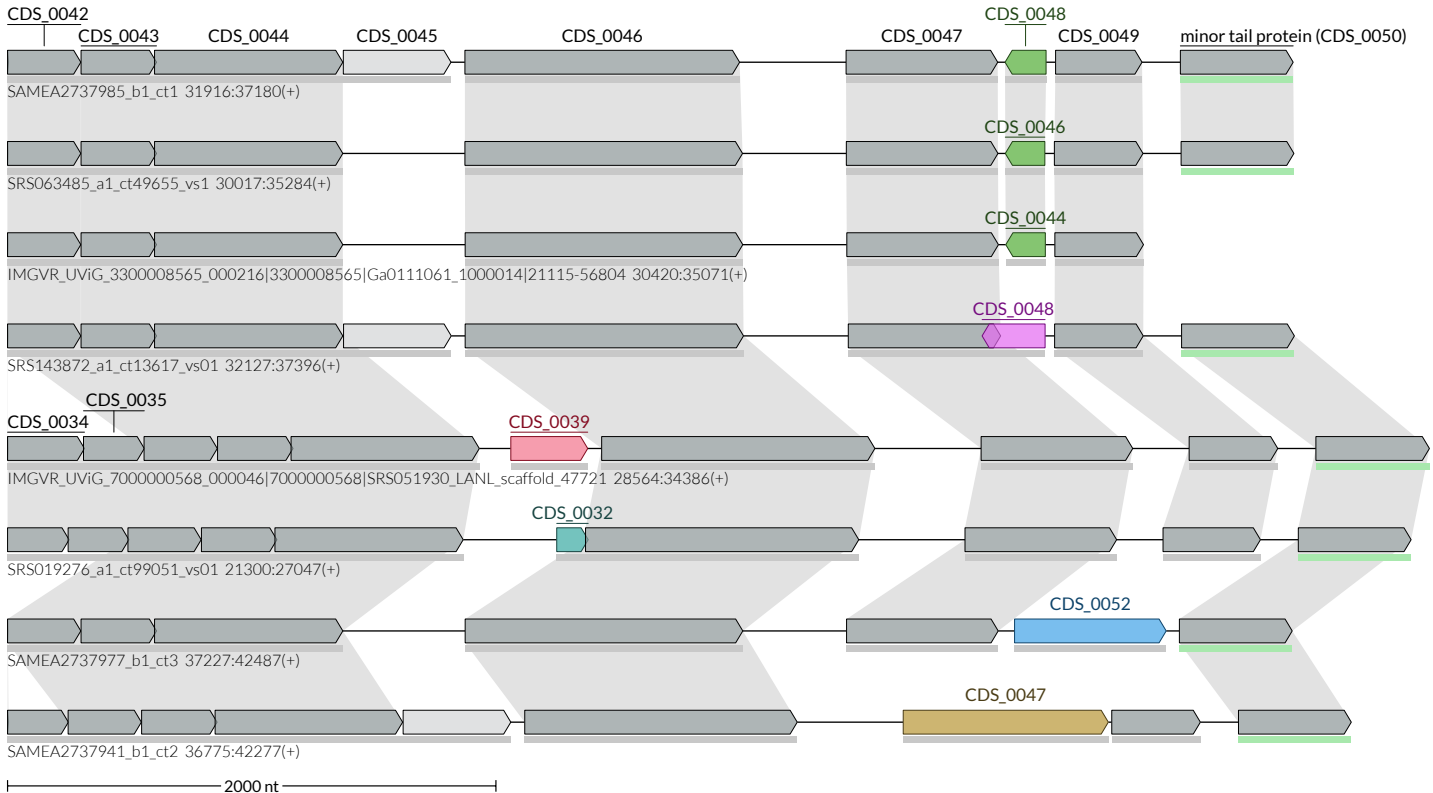 CDS_0042
CDS_0048
CDS_0043 CDS_0044 CDS_0045 CDS_0046 CDS_0047 CDS_0049 minor tail protein (CDS_0050)
SAMEA2737985_b1_ct1 31916:37180(+)
CDS_0046
SRS063485_a1_ct49655_vs1 30017:35284(+)
CDS_0044
IMGVR_UViG_3300008565_000216|3300008565|Ga0111061_1000014|21115-56804 30420:35071(+)
CDS_0048
SRS143872_a1_ct13617_vs01 32127:37396(+)
CDS_0035
CDS_0034 CDS_0039
IMGVR_UViG_7000000568_000046|7000000568|SRS051930_LANL_scaffold_47721 28564:34386(+)
CDS_0032
SRS019276_a1_ct99051_vs01 21300:27047(+)
CDS_0052
SAMEA2737977_b1_ct3 37227:42487(+)
CDS_0047
SAMEA2737941_b1_ct2 36775:42277(+)
2000 nt